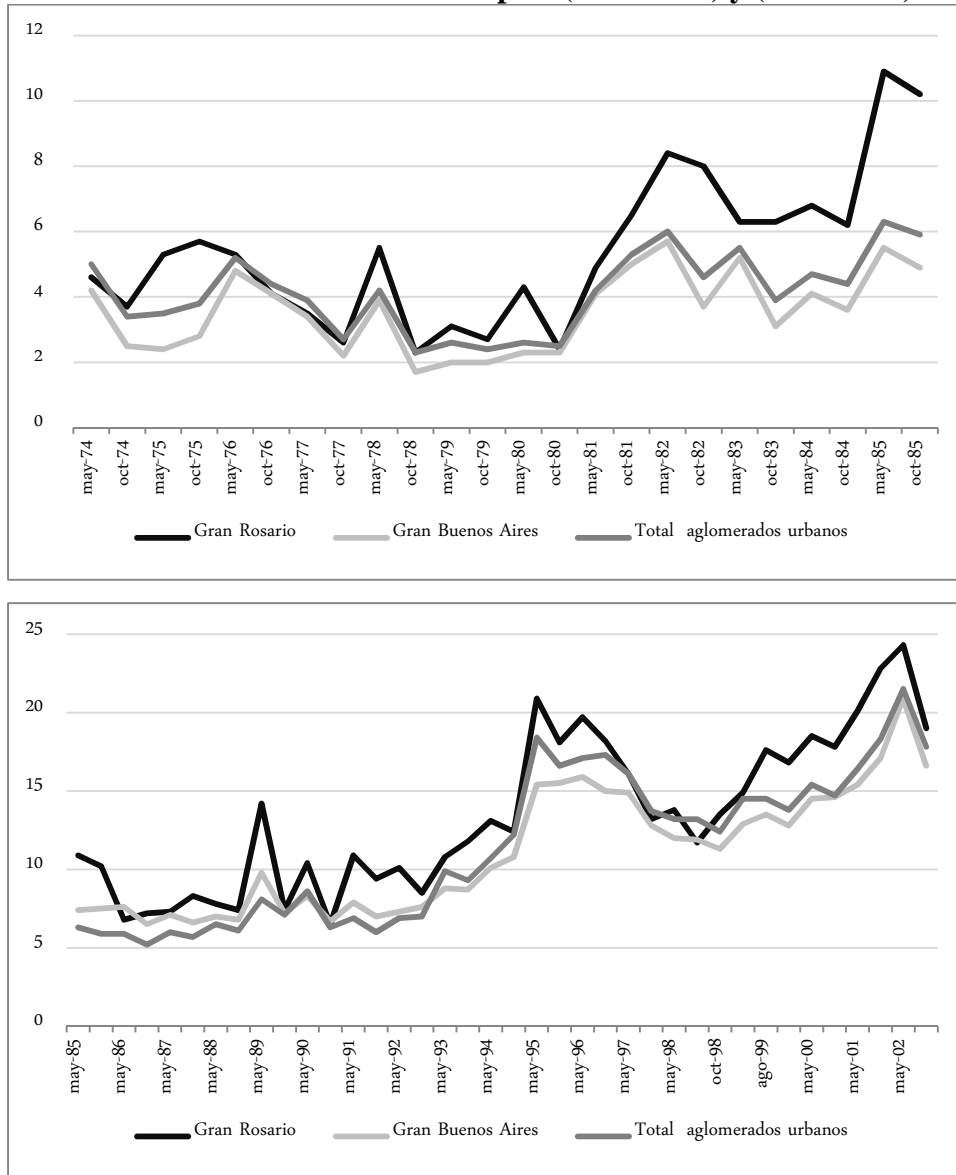 12
10
8
6
4
2
0
may-74
oct-74
may-75
oct-75
may-76
oct-76
may-77
oct-77
may-78
oct-78
may-79
oct-79
may-80
oct-80
may-81
oct-81
may-82
oct-82
may-83
oct-83
may-84
oct-84
may-85
oct-85
Gran Rosario Gran Buenos Aires Total aglomerados urbanos
25
20
15
10
5
0
may-85
may-86
may-87
may-88
may-89
may-90
may-91
may-92
may-93
may-94
may-95
may-96
may-97
may-98
oct-98
ago-99
may-00
may-01
may-02
Gran Rosario Gran Buenos Aires Total aglomerados urbanos